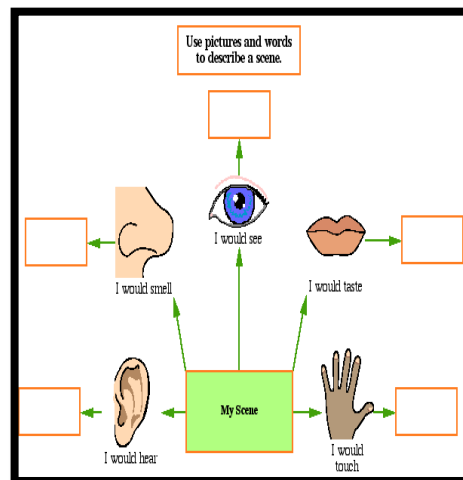 Use pictures and words
to describe a scene.
I would see
I would smell
I would taste
My Scene
I would hear
I would
touch